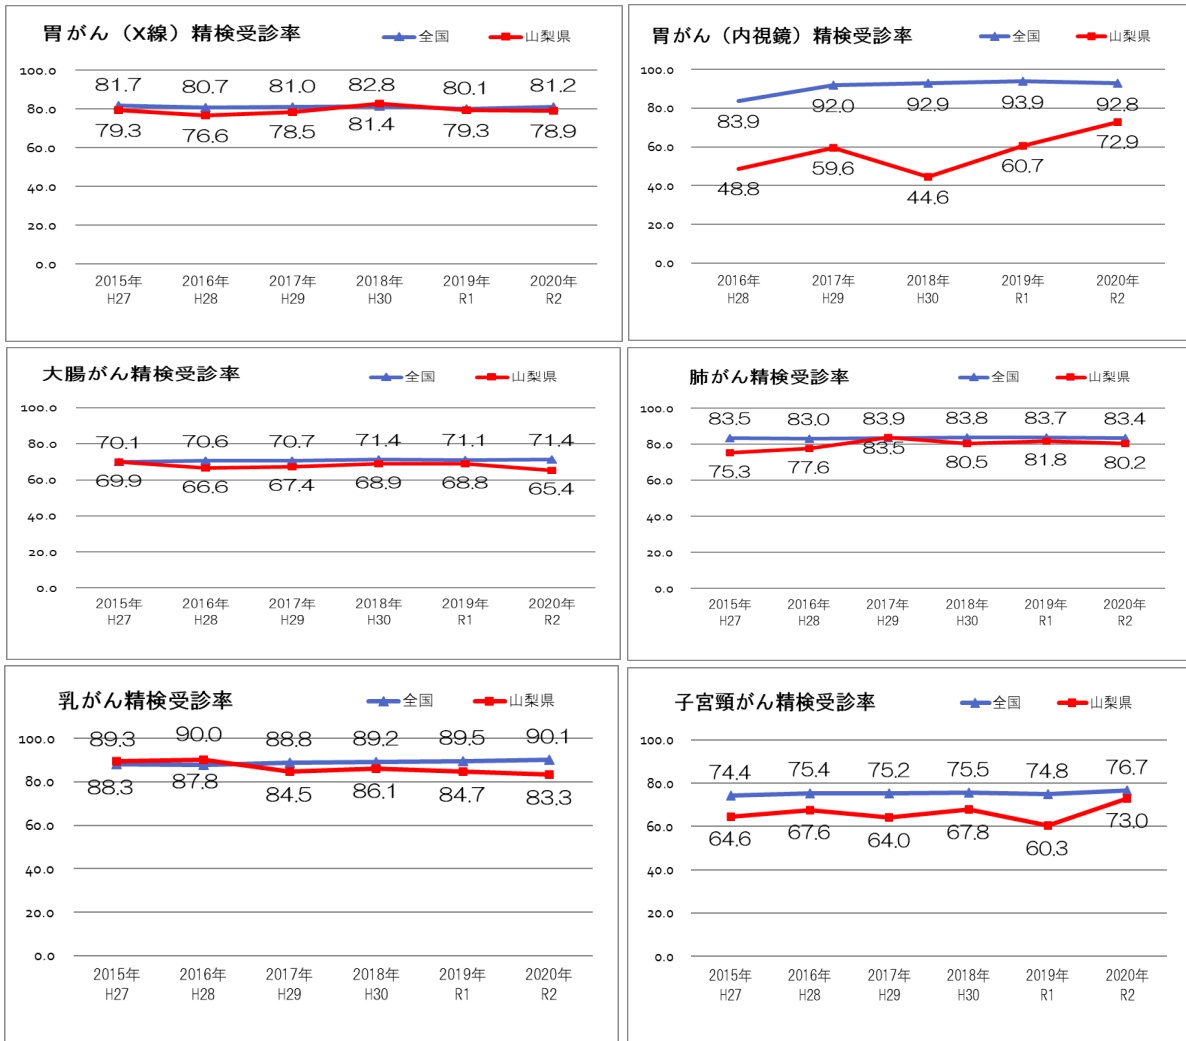 胃がん（X線）精検受診率
全国 山梨県
100.0
80.0
60.0
40.0
20.0
0.0
81.7 80.7 81.0 82.8 80.1 81.2
79.3 76.6 78.5 81.4 79.3 78.9
2015年 2016年 2017年 2018年 2019年 2020年
H27 H28 H29 H30 R1 R2
胃がん（内視鏡）精検受診率
全国 山梨県
100.0
80.0
60.0
40.0
20.0
0.0
83.9 92.0 92.9 93.9 92.8
48.8 59.6 44.6 60.7 72.9
2016年 2017年 2018年 2019年 2020年
H28 H29 H30 R1 R2
大腸がん精検受診率
全国 山梨県
100.0
80.0
60.0
40.0
20.0
0.0
70.1 70.6 70.7 71.4 71.1 71.4
69.9 66.6 67.4 68.9 68.8 65.4
2015年 2016年 2017年 2018年 2019年 2020年
H27 H28 H29 H30 R1 R2
肺がん精検受診率
全国 山梨県
100.0
80.0
60.0
40.0
20.0
0.0
83.5 83.0 83.9 83.8 83.7 83.4
75.3 77.6 83.5 80.5 81.8 80.2
2015年 2016年 2017年 2018年 2019年 2020年
H27 H28 H29 H30 R1 R2
乳がん精検受診率
全国 山梨県
100.0
80.0
60.0
40.0
20.0
0.0
89.3 90.0 88.8 89.2 89.5 90.1
88.3 87.8 84.5 86.1 84.7 83.3
2015年 2016年 2017年 2018年 2019年 2020年
H27 H28 H29 H30 R1 R2
子宮頸がん精検受診率
全国 山梨県
100.0
80.0
60.0
40.0
20.0
0.0
74.4 75.4 75.2 75.5 74.8 76.7
64.6 67.6 64.0 67.8 60.3 73.0
2015年 2016年 2017年 2018年 2019年 2020年
H27 H28 H29 H30 R1 R2